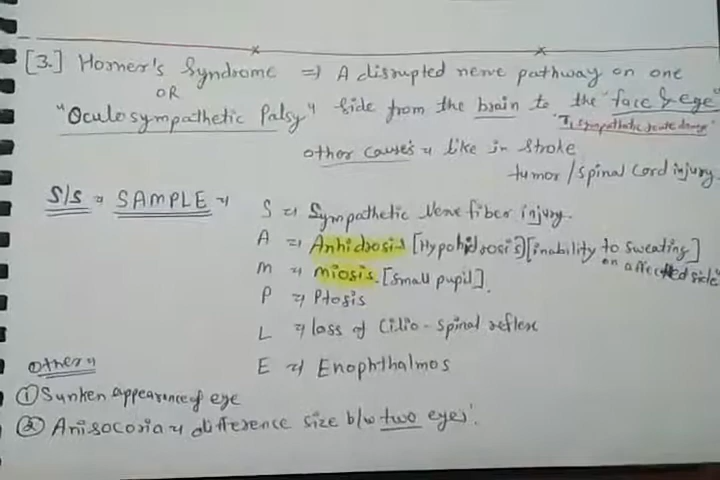 [3.] Horner's Syndrome ⇒ A disrupted nerve pathway on one
OR
"Oculosympathetic Palsy" side from the brain to the "face & eye"
"T1 sympathetic route damage"
other causes ⇒ like in stroke
tumor / spinal cord injury.
S/S ⇒ SAMPLE ⇒
S ⇒ Sympathetic Nerve fiber injury.
A ⇒ Anhidrosis [Hypohidrosis] [inability to sweating]
on affected side"
M ⇒ miosis. [small pupil].
P ⇒ Ptosis
L ⇒ loss of Cilio-spinal reflex
E ⇒ Enophthalmos
Other ⇒
① Sunken appearance of eye
② Anisocoria ⇒ difference size b/w two eyes'.